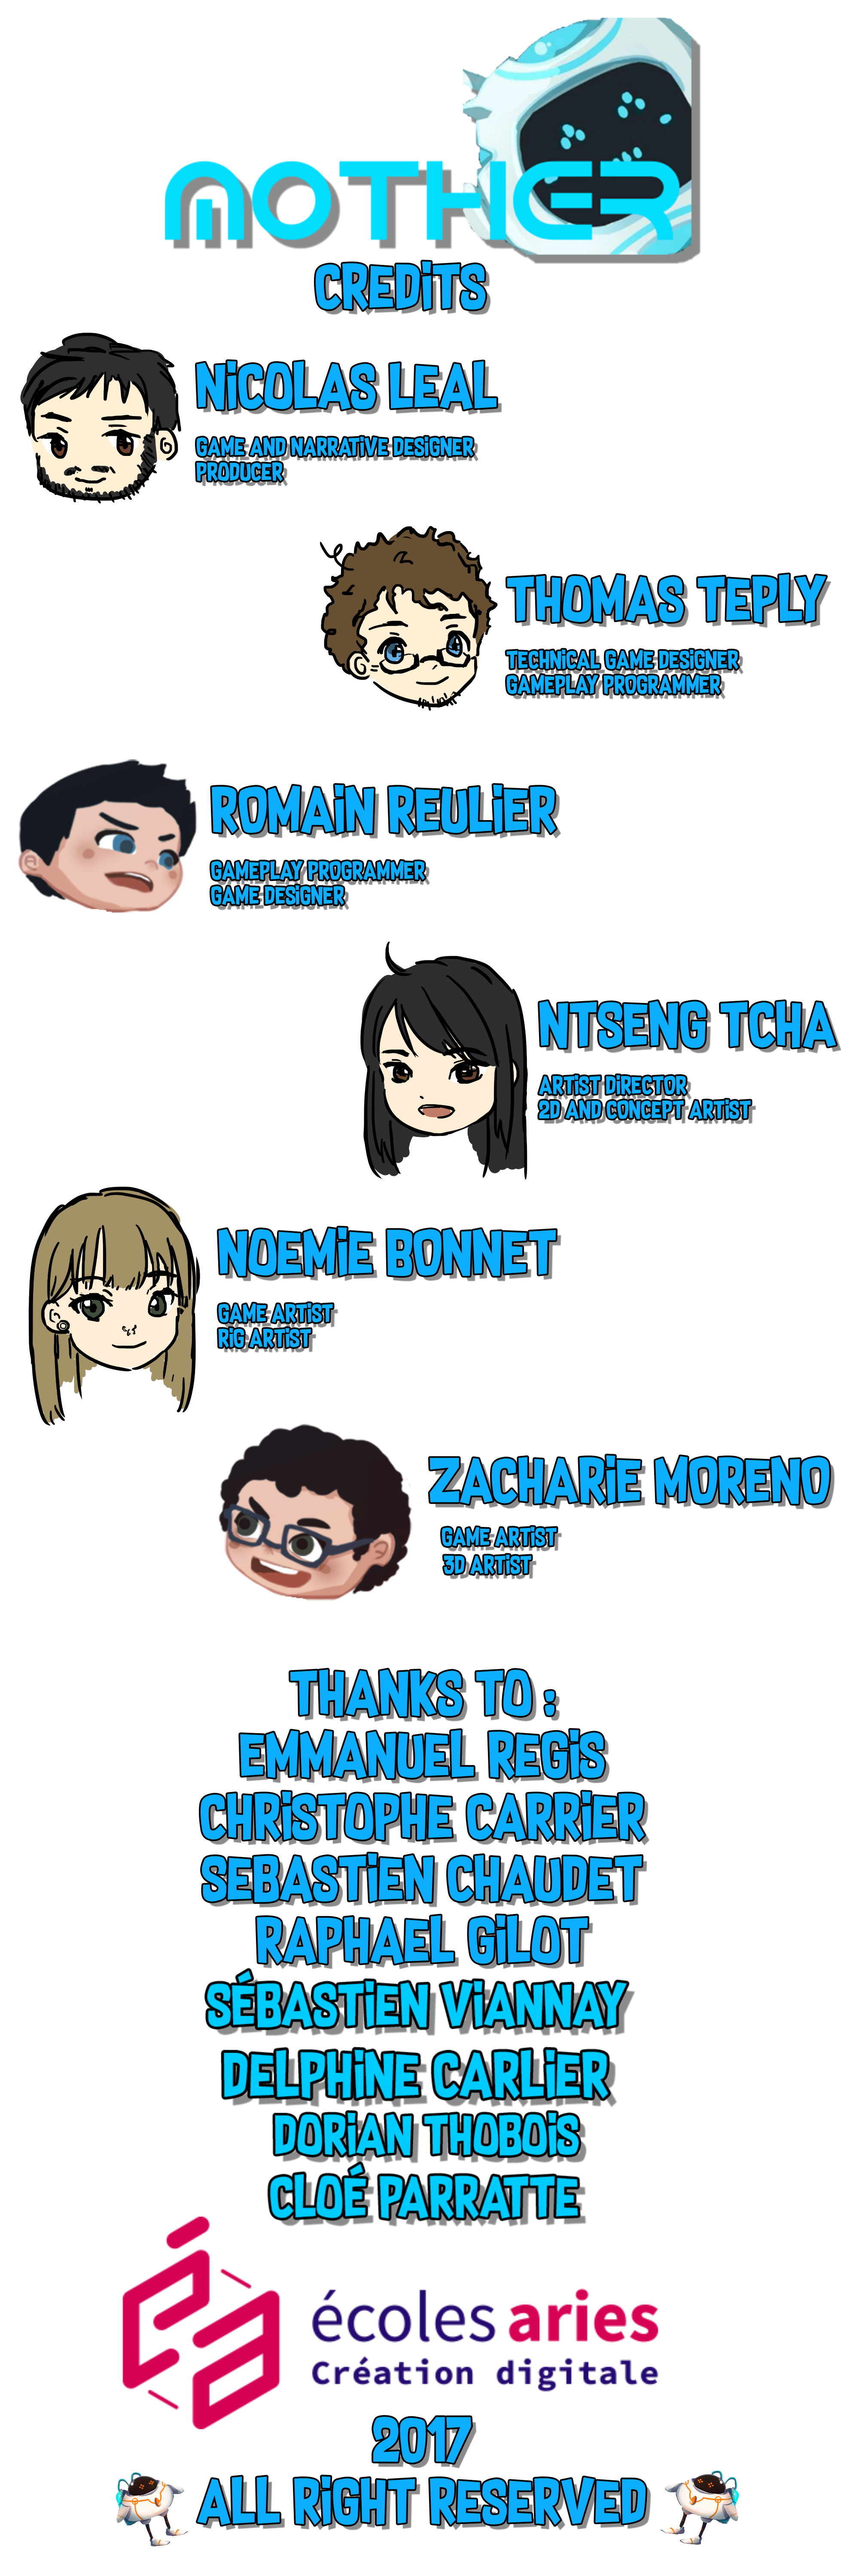 MOTHER
CREDiTS
NiCOLAS LEAL
GAME AND NARRATiVE DESiGNER
PRODUCER
THOMAS TEPLY
TECHNiCAL GAME DESiGNER
GAMEPLAY PROGRAMMER
ROMAiN REULiER
GAMEPLAY PROGRAMMER
GAME DESiGNER
NTSENG TCHA
ARTiST DiRECTOR
2D AND CONCEPT ARTiST
NOEMiE BONNET
GAME ARTiST
RiG ARTiST
ZACHARiE MORENO
GAME ARTiST
3D ARTiST
THANKS TO :
EMMANUEL REGiS
CHRiSTOPHE CARRiER
SEBASTiEN CHAUDET
RAPHAEL GiLOT
SÉBASTiEN ViANNAY
DELPHiNE CARLiER
DORiAN THOBOiS
CLOÉ PARRATTE
écoles aries
Création digitale
2017
ALL RiGHT RESERVED